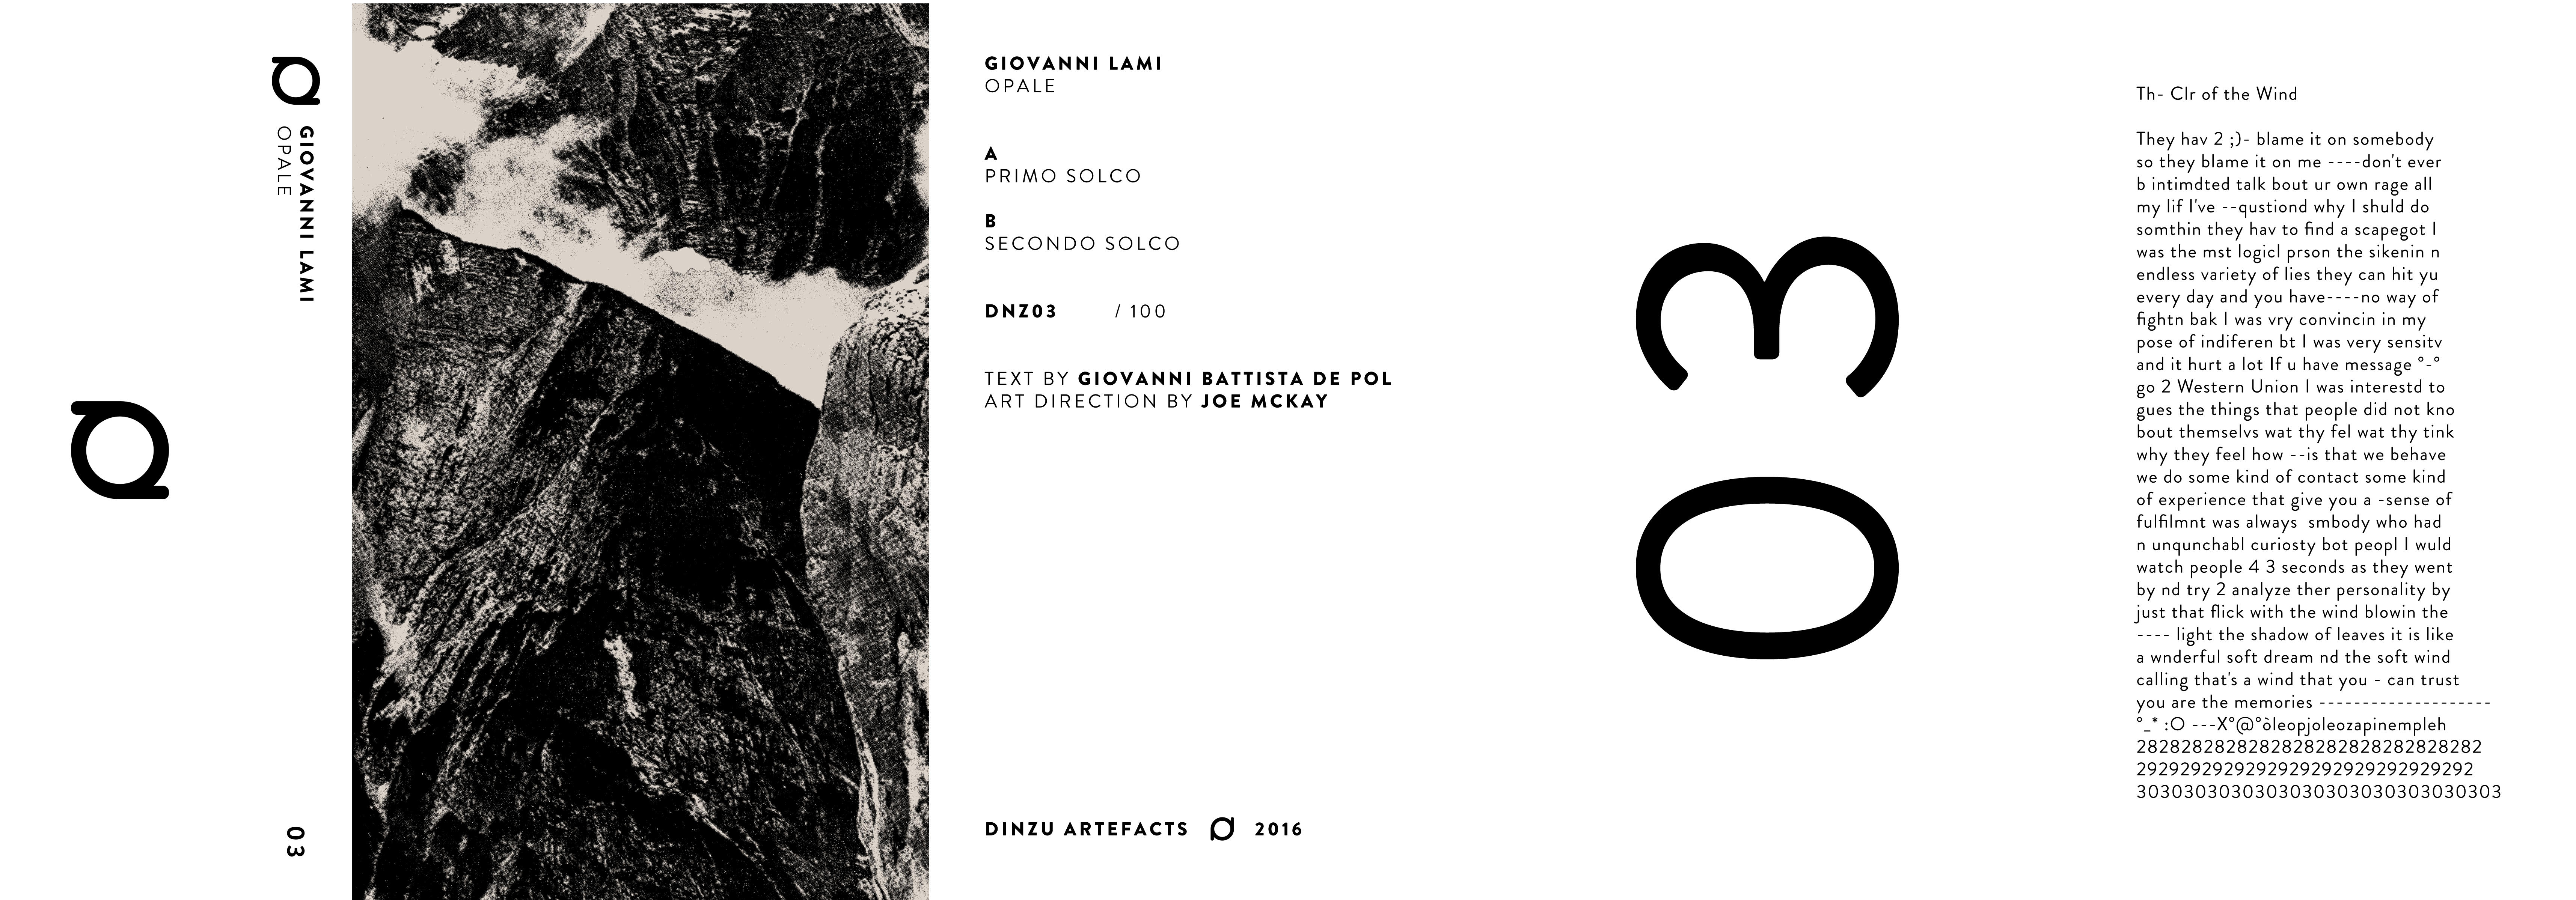 GIOVANNI LAMI
OPALE
03
GIOVANNI LAMI
OPALE
A
PRIMO SOLCO
B
SECONDO SOLCO
DNZ03 / 100
TEXT BY GIOVANNI BATTISTA DE POL
ART DIRECTION BY JOE MCKAY
DINZU ARTEFACTS 2016
03
Th- Clr of the Wind
They hav 2 ;)- blame it on somebody
so they blame it on me ----don't ever
b intimdted talk bout ur own rage all
my lif I've --qustiond why I shuld do
somthin they hav to find a scapegot I
was the mst logicl prson the sikenin n
endless variety of lies they can hit yu
every day and you have----no way of
fightn bak I was vry convincin in my
pose of indiferen bt I was very sensitv
and it hurt a lot If u have message °-°
go 2 Western Union I was interestd to
gues the things that people did not kno
bout themselvs wat thy fel wat thy tink
why they feel how --is that we behave
we do some kind of contact some kind
of experience that give you a -sense of
fulfilmnt was always  smbody who had
n unqunchabl curiosty bot peopl I wuld
watch people 4 3 seconds as they went
by nd try 2 analyze ther personality by
just that flick with the wind blowin the
---- light the shadow of leaves it is like
a wnderful soft dream nd the soft wind
calling that's a wind that you - can trust
you are the memories --------------------
°_* :O ---X°@°òleopjoleozapinempleh
28282828282828282828282828282
29292929292929292929292929292
303030303030303030303030303030303